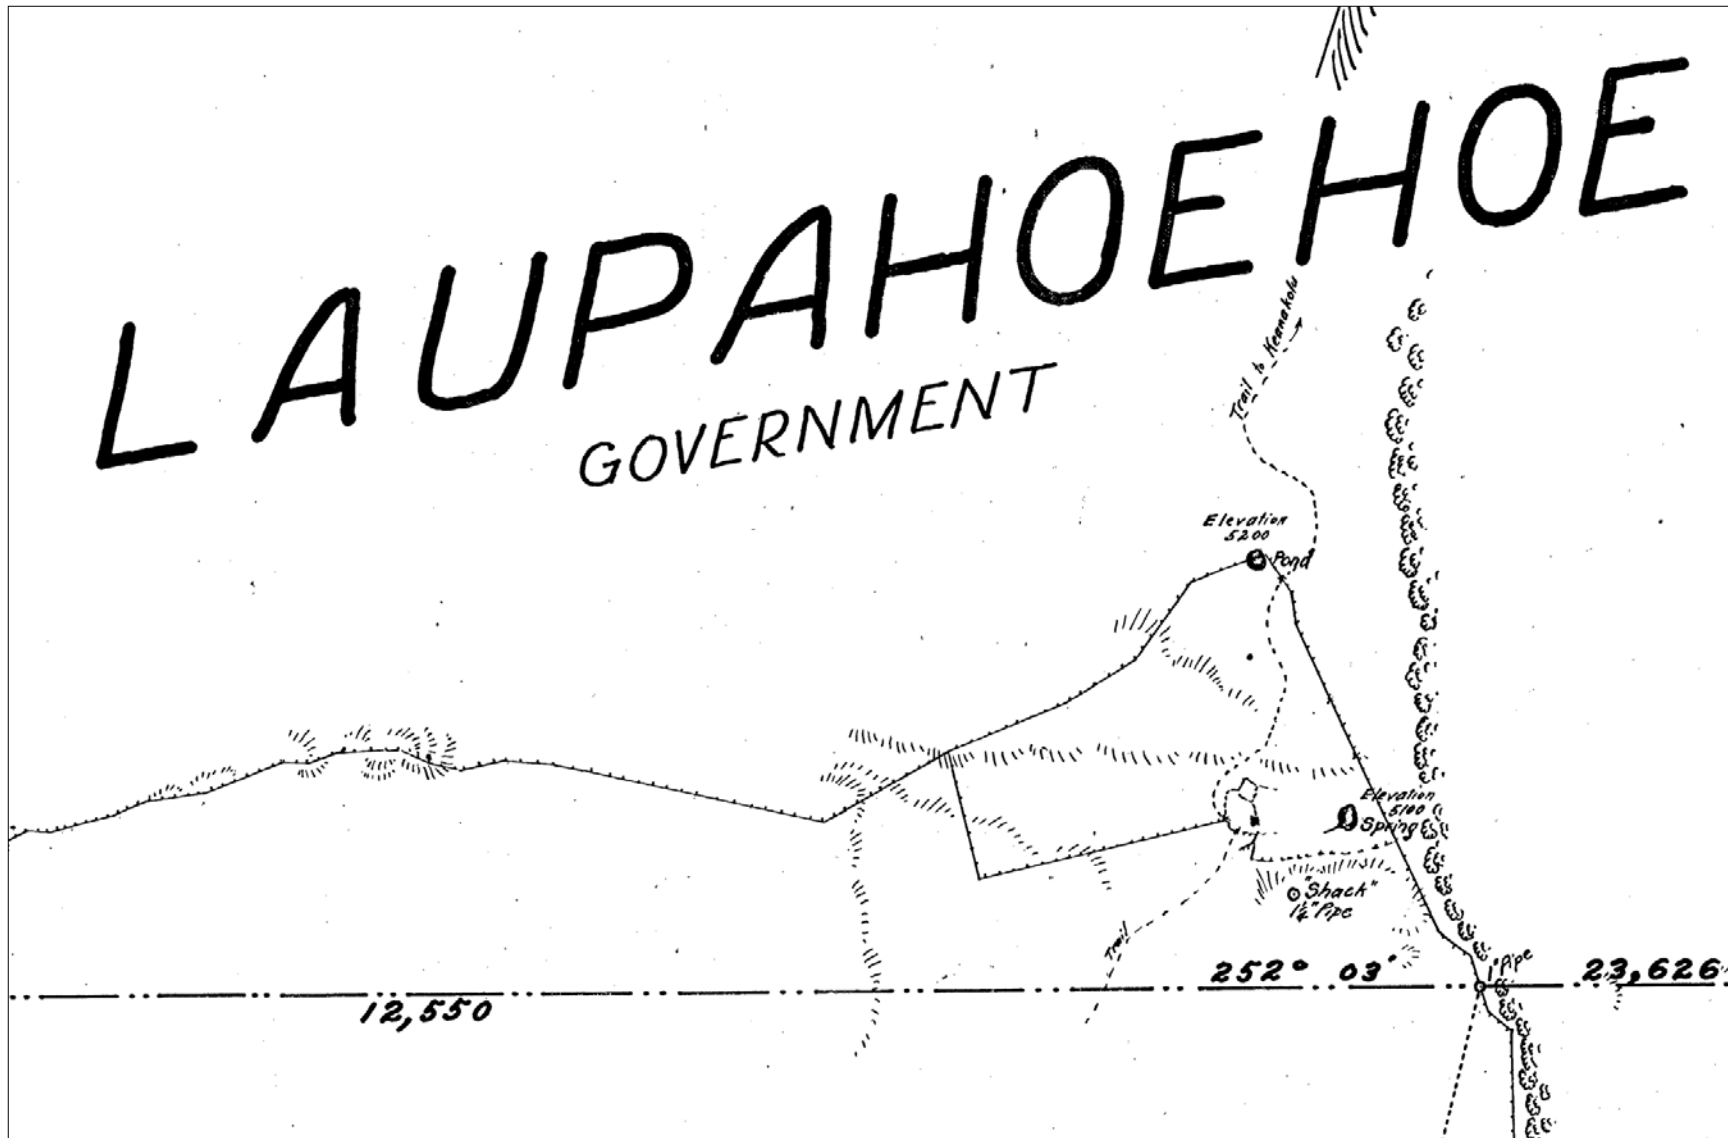 LAUPAHOEHOE
GOVERNMENT
Trail to Keanakolu
Elevation
5200
Pond
Elevation
5100
Spring
"Shack"
1¼" Pipe
Trail
252° 03'
1" Pipe
23,626
12,550